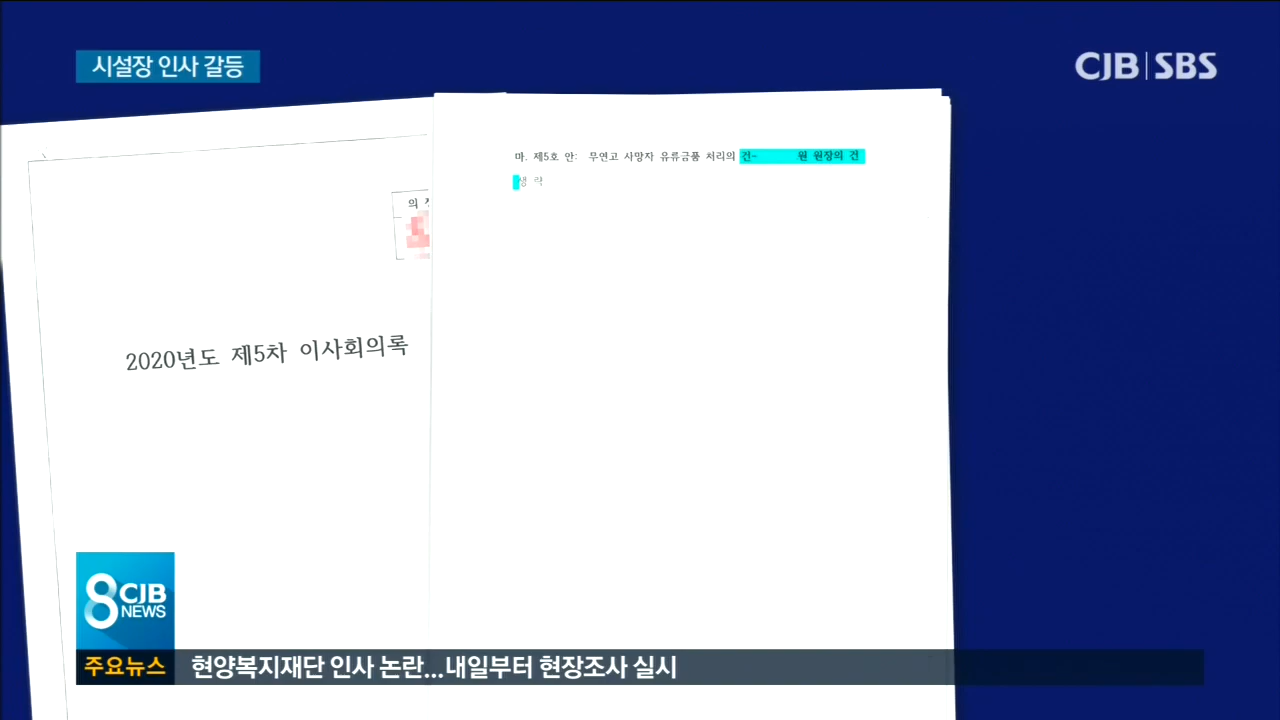 시설장 인사 갈등
CJB SBS
마. 제5호 안: 무연고 사망자 유류금품 처리의 건- 원 원장의 건
생 략
의
2020년도 제5차 이사회의록
8 CJB NEWS
주요뉴스 현양복지재단 인사 논란...내일부터 현장조사 실시